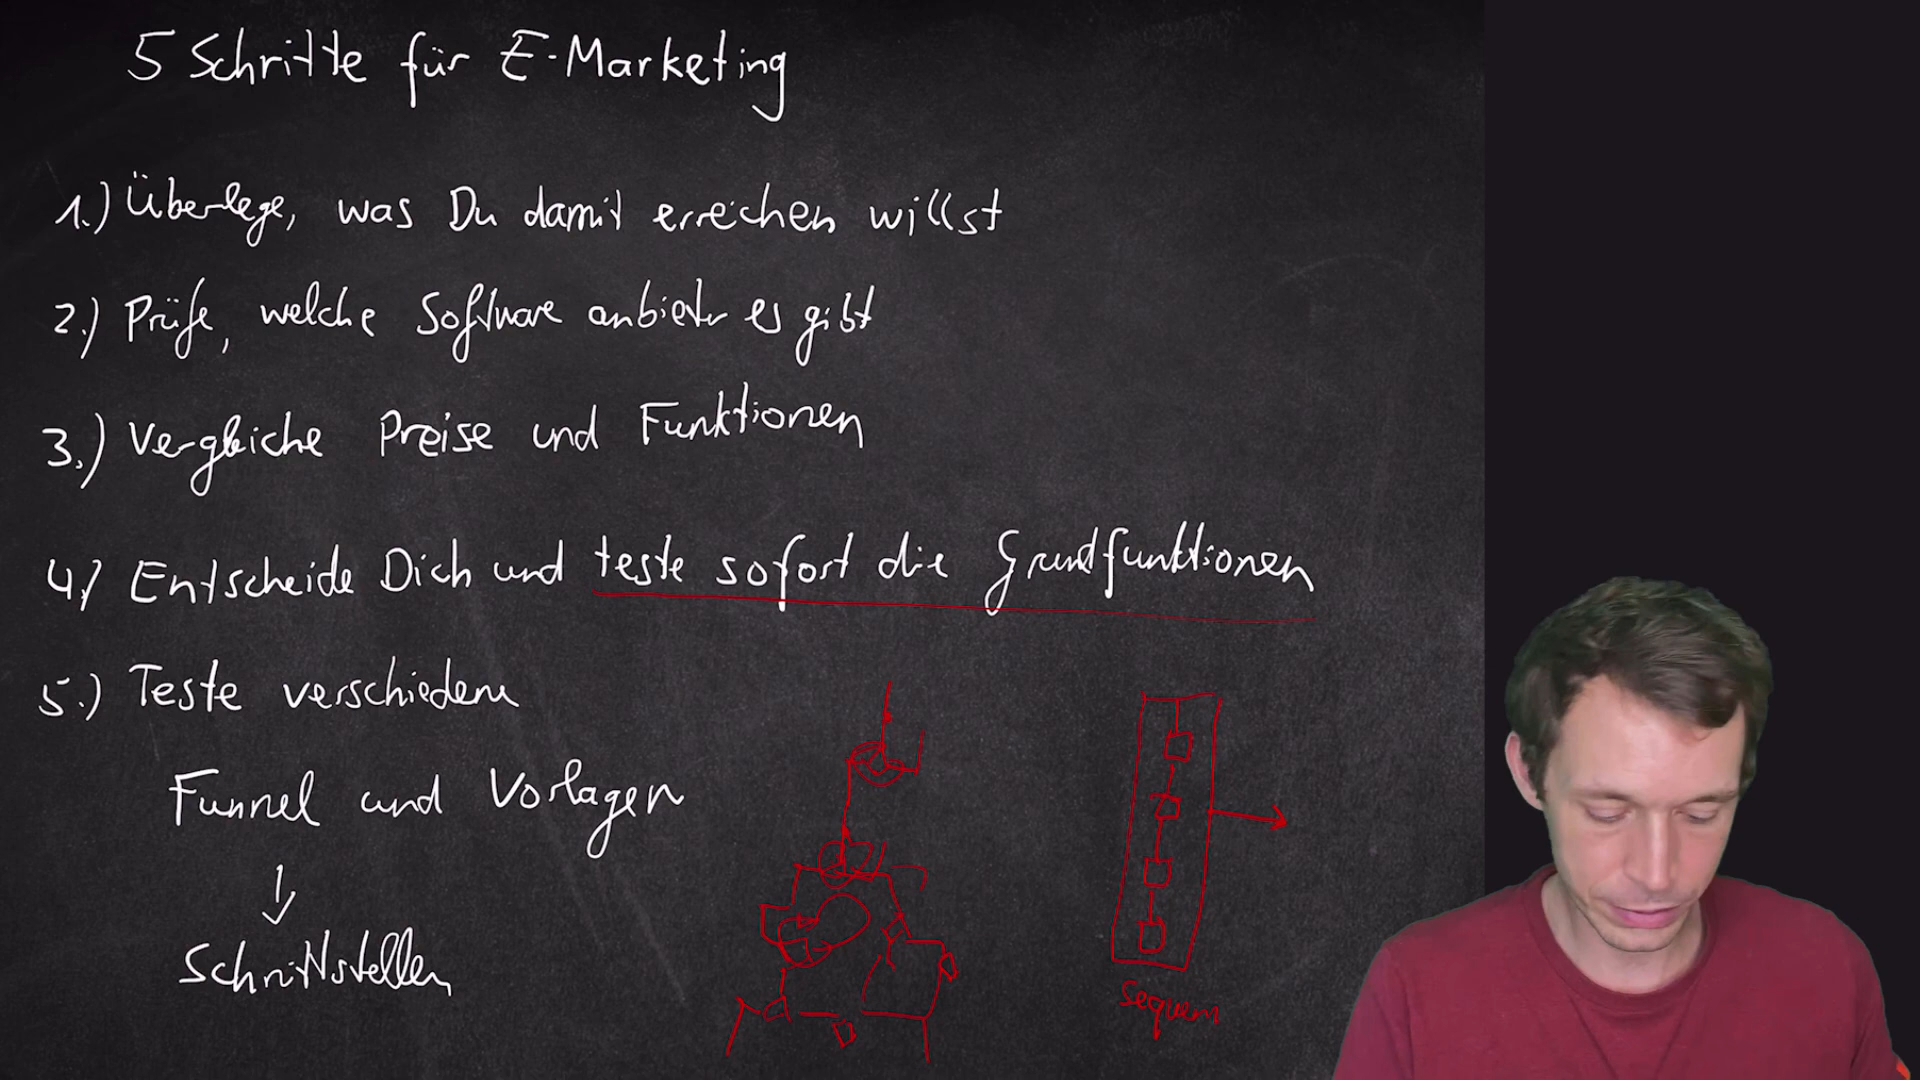 5 Schritte für E-Marketing
1.) Überlege, was Du damit erreichen willst
2.) Prüfe, welche Softwareanbieter es gibt
3.) Vergleiche Preise und Funktionen
4.) Entscheide Dich und teste sofort die Grundfunktionen
5.) Teste verschiedene
Funnel und Vorlagen
↓
Schnittstellen
Sequenz